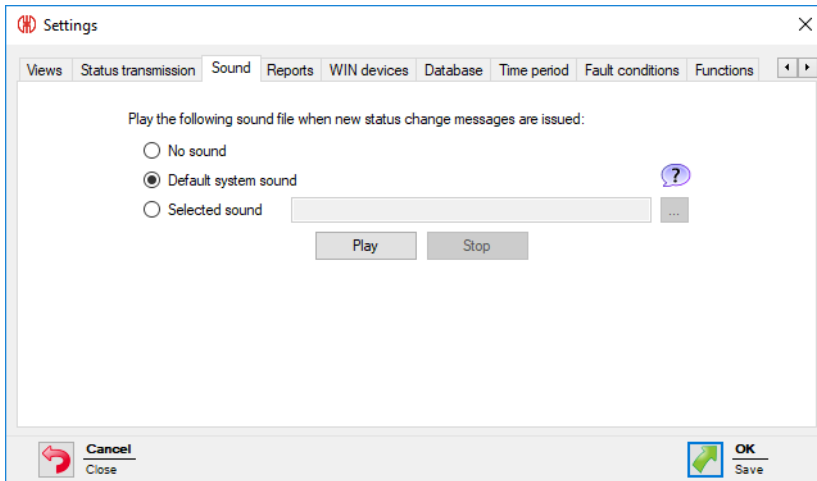 Settings
Views Status transmission Sound Reports WIN devices Database Time period Fault conditions Functions
Play the following sound file when new status change messages are issued:
No sound
Default system sound
?
Selected sound ...
Play Stop
Cancel OK
Close Save